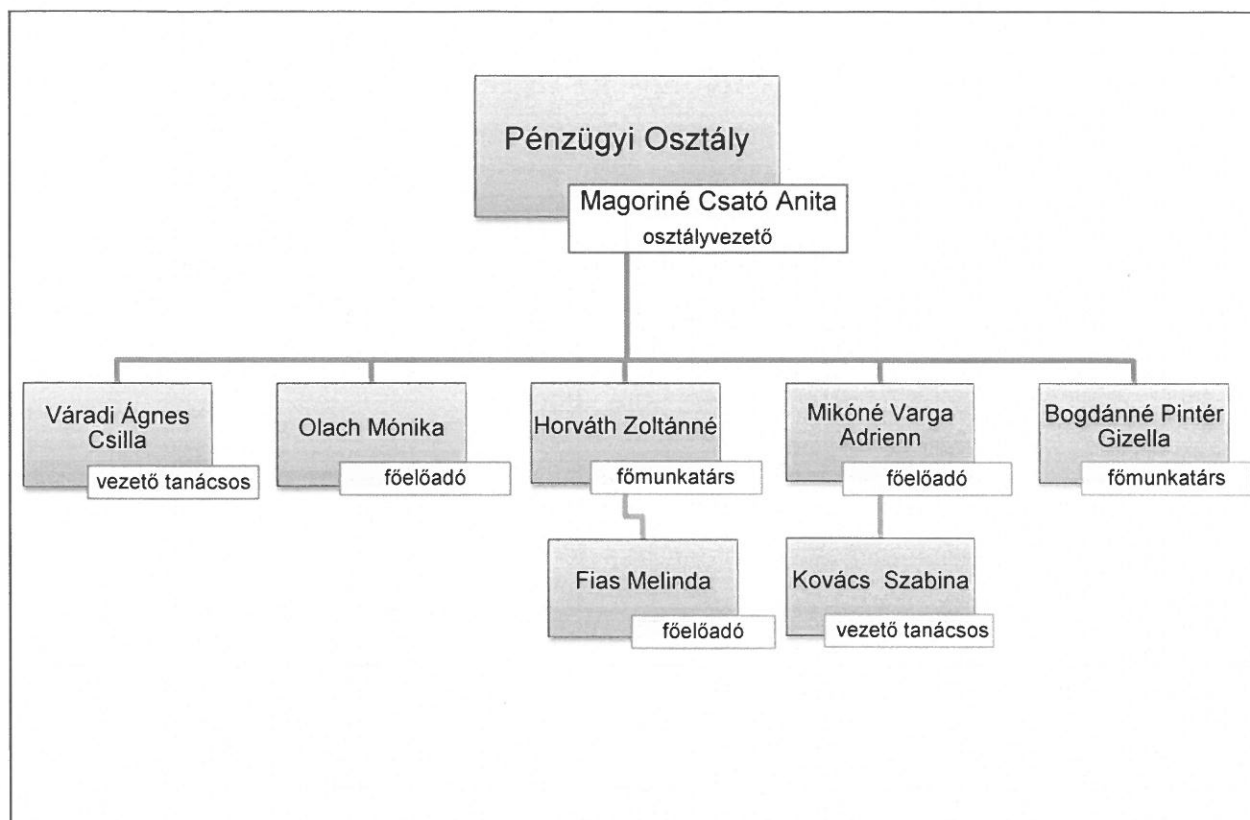 Pénzügyi Osztály
Magoriné Csató Anita
osztályvezető
Váradi Ágnes
Csilla
vezető tanácsos
Olach Mónika
főelőadó
Horváth Zoltánné
főmunkatárs
Mikóné Varga
Adrienn
főelőadó
Bogdánné Pintér
Gizella
főmunkatárs
Fias Melinda
főelőadó
Kovács Szabina
vezető tanácsos